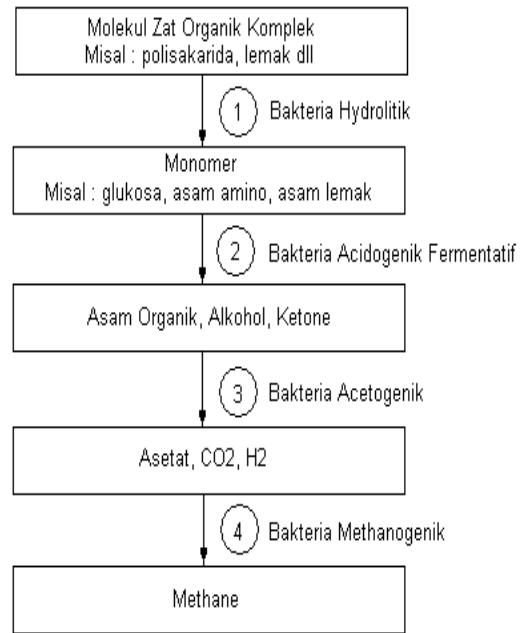 Molekul Zat Organik Komplek
Misal : polisakarida, lemak dll
1 Bakteria Hydrolitik
Monomer
Misal : glukosa, asam amino, asam lemak
2 Bakteria Acidogenik Fermentatif
Asam Organik, Alkohol, Ketone
3 Bakteria Acetogenik
Asetat, CO2, H2
4 Bakteria Methanogenik
Methane